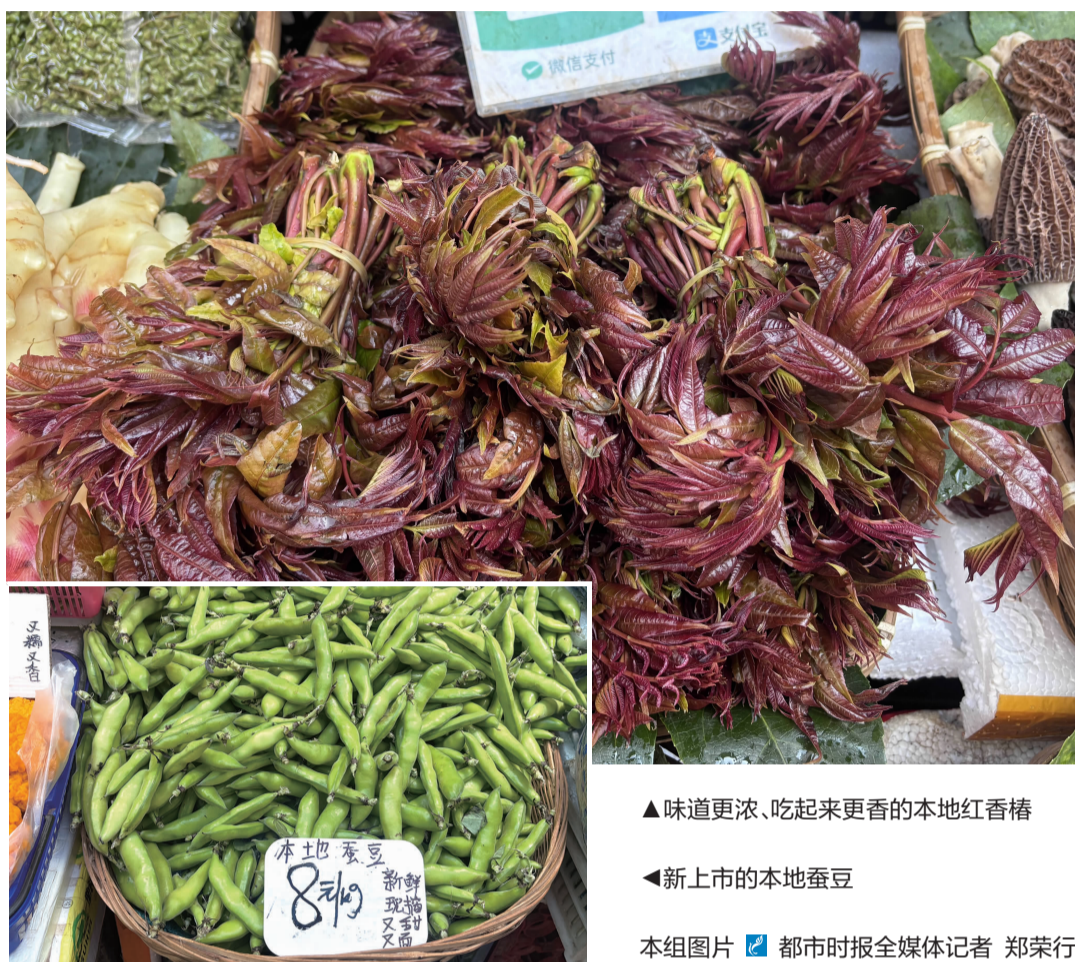 微信支付
支付宝
又糯又香
本地蚕豆
8元/kg
新鲜
现摘
又甜
又面
▲味道更浓、吃起来更香的本地红香椿
◀新上市的本地蚕豆
本组图片 都市时报全媒体记者 郑荣行